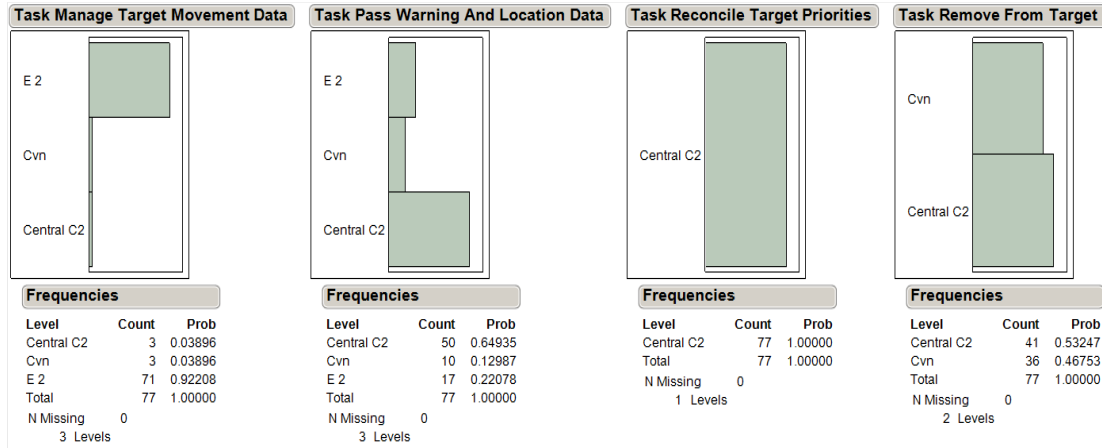 Task Manage Target Movement Data
E 2
Cvn
Central C2
Frequencies
Level Count Prob
Central C2 3 0.03896
Cvn 3 0.03896
E 2 71 0.92208
Total 77 1.00000
N Missing 0
3 Levels
Task Pass Warning And Location Data
E 2
Cvn
Central C2
Frequencies
Level Count Prob
Central C2 50 0.64935
Cvn 10 0.12987
E 2 17 0.22078
Total 77 1.00000
N Missing 0
3 Levels
Task Reconcile Target Priorities
Central C2
Frequencies
Level Count Prob
Central C2 77 1.00000
Total 77 1.00000
N Missing 0
1 Levels
Task Remove From Target
Cvn
Central C2
Frequencies
Level Count Prob
Central C2 41 0.53247
Cvn 36 0.46753
Total 77 1.00000
N Missing 0
2 Levels